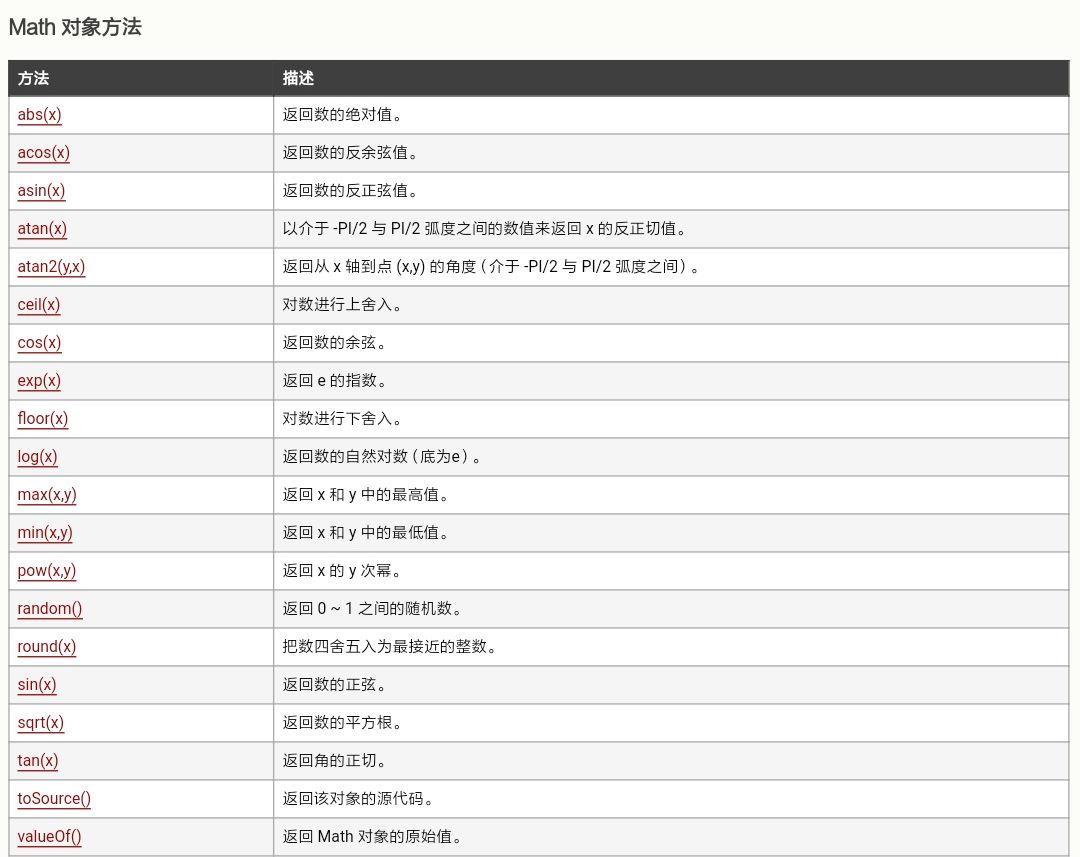 Math 对象方法
方法 描述
abs(x) 返回数的绝对值。
acos(x) 返回数的反余弦值。
asin(x) 返回数的反正弦值。
atan(x) 以介于 -PI/2 与 PI/2 弧度之间的数值来返回 x 的反正切值。
atan2(y,x) 返回从 x 轴到点 (x,y) 的角度（介于 -PI/2 与 PI/2 弧度之间）。
ceil(x) 对数进行上舍入。
cos(x) 返回数的余弦。
exp(x) 返回 e 的指数。
floor(x) 对数进行下舍入。
log(x) 返回数的自然对数（底为e）。
max(x,y) 返回 x 和 y 中的最高值。
min(x,y) 返回 x 和 y 中的最低值。
pow(x,y) 返回 x 的 y 次幂。
random() 返回 0 ~ 1 之间的随机数。
round(x) 把数四舍五入为最接近的整数。
sin(x) 返回数的正弦。
sqrt(x) 返回数的平方根。
tan(x) 返回角的正切。
toSource() 返回该对象的源代码。
valueOf() 返回 Math 对象的原始值。